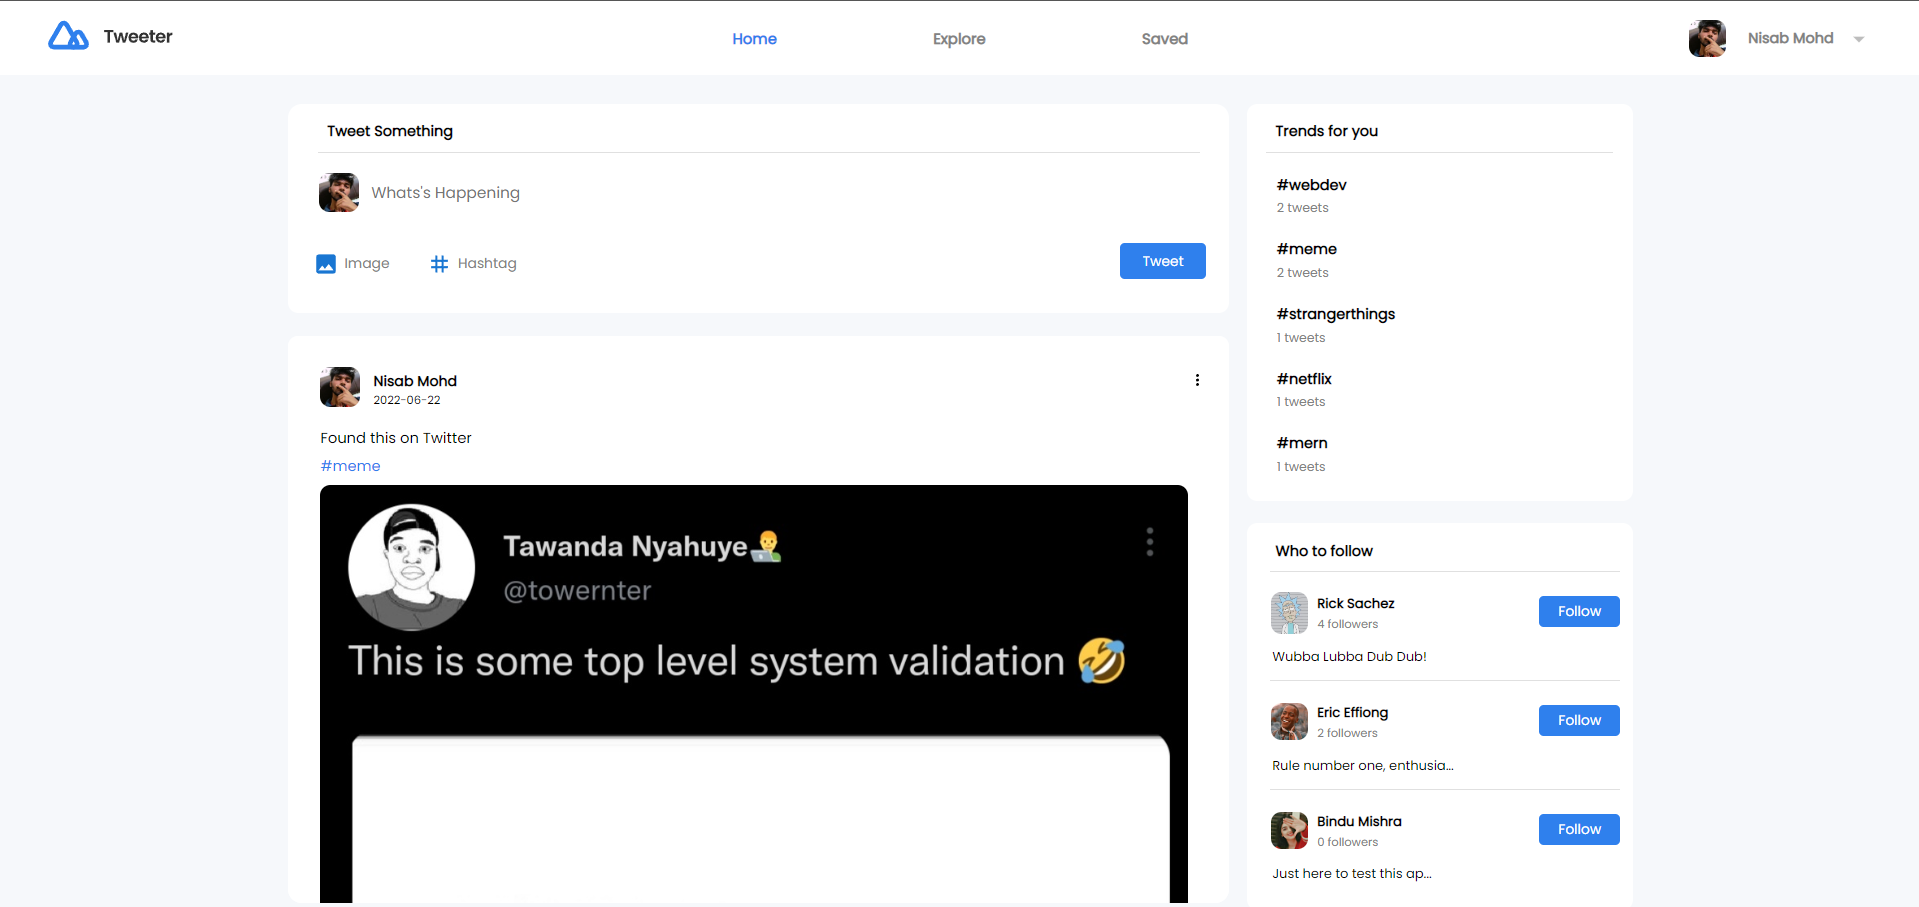 Tweeter
Home
Explore
Saved
Nisab Mohd
Tweet Something
Whats's Happening
Image
Hashtag
Tweet
Nisab Mohd
2022-06-22
Found this on Twitter
#meme
Tawanda Nyahuye
@towernter
This is some top level system validation 🤣
Trends for you
#webdev
2 tweets
#meme
2 tweets
#strangerthings
1 tweets
#netflix
1 tweets
#mern
1 tweets
Who to follow
Rick Sachez
4 followers
Follow
Wubba Lubba Dub Dub!
Eric Effiong
2 followers
Follow
Rule number one, enthusia...
Bindu Mishra
0 followers
Follow
Just here to test this ap...